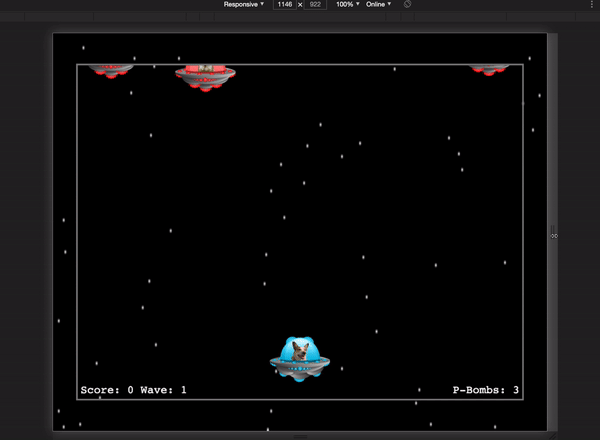 Responsive ▼ 1146 × 922 100% ▼ Online ▼
Score: 0 Wave: 1 P-Bombs: 3